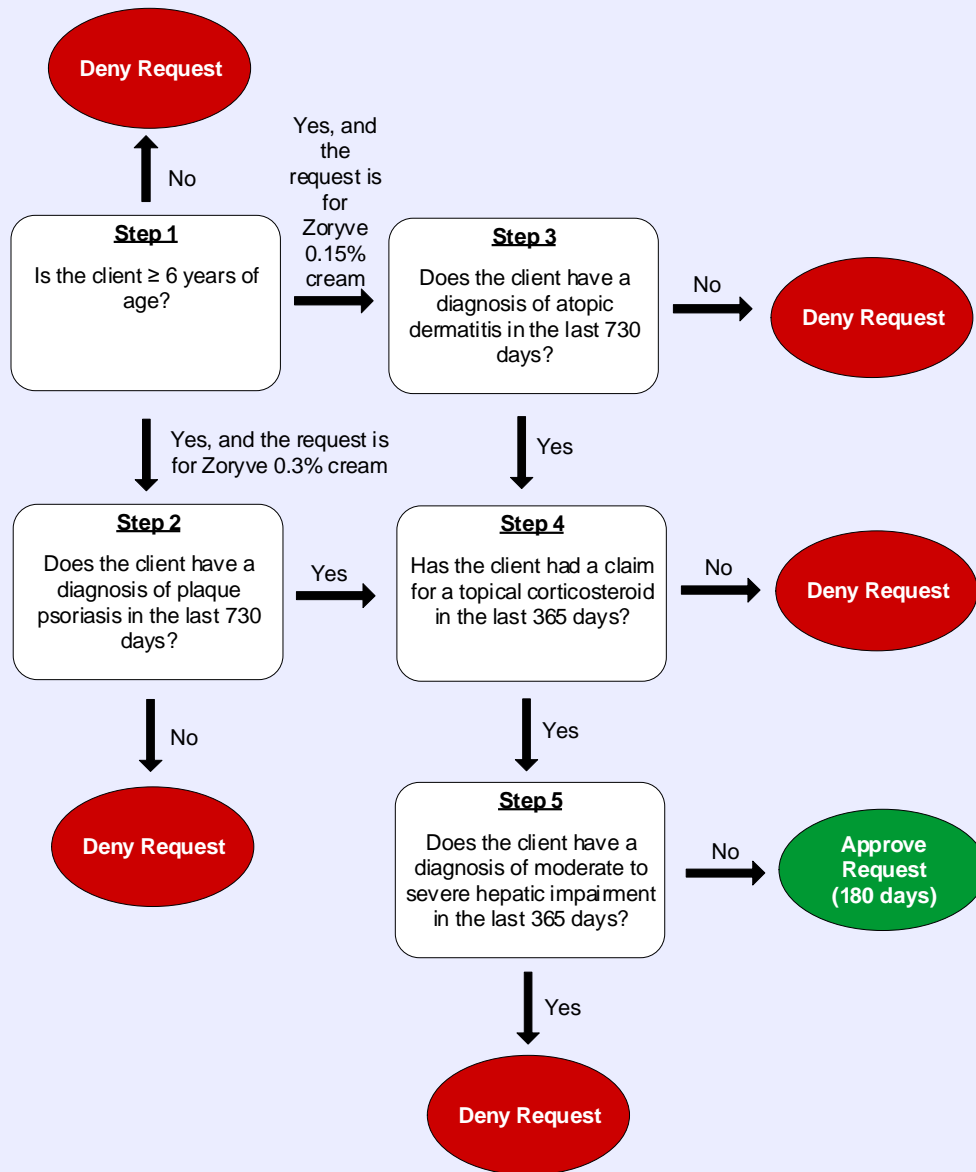 Deny Request
No
Yes, and
the
request is
for
Zoryve
0.15%
cream
Step 1
Is the client ≥ 6 years of
age?
Step 3
Does the client have a
diagnosis of atopic
dermatitis in the last 730
days?
No
Deny Request
Yes, and the request is
for Zoryve 0.3% cream
Yes
Step 2
Does the client have a
diagnosis of plaque
psoriasis in the last 730
days?
Yes
Step 4
Has the client had a claim
for a topical corticosteroid
in the last 365 days?
No
Deny Request
No
Deny Request
Yes
Step 5
Does the client have a
diagnosis of moderate to
severe hepatic impairment
in the last 365 days?
No
Approve
Request
(180 days)
Yes
Deny Request